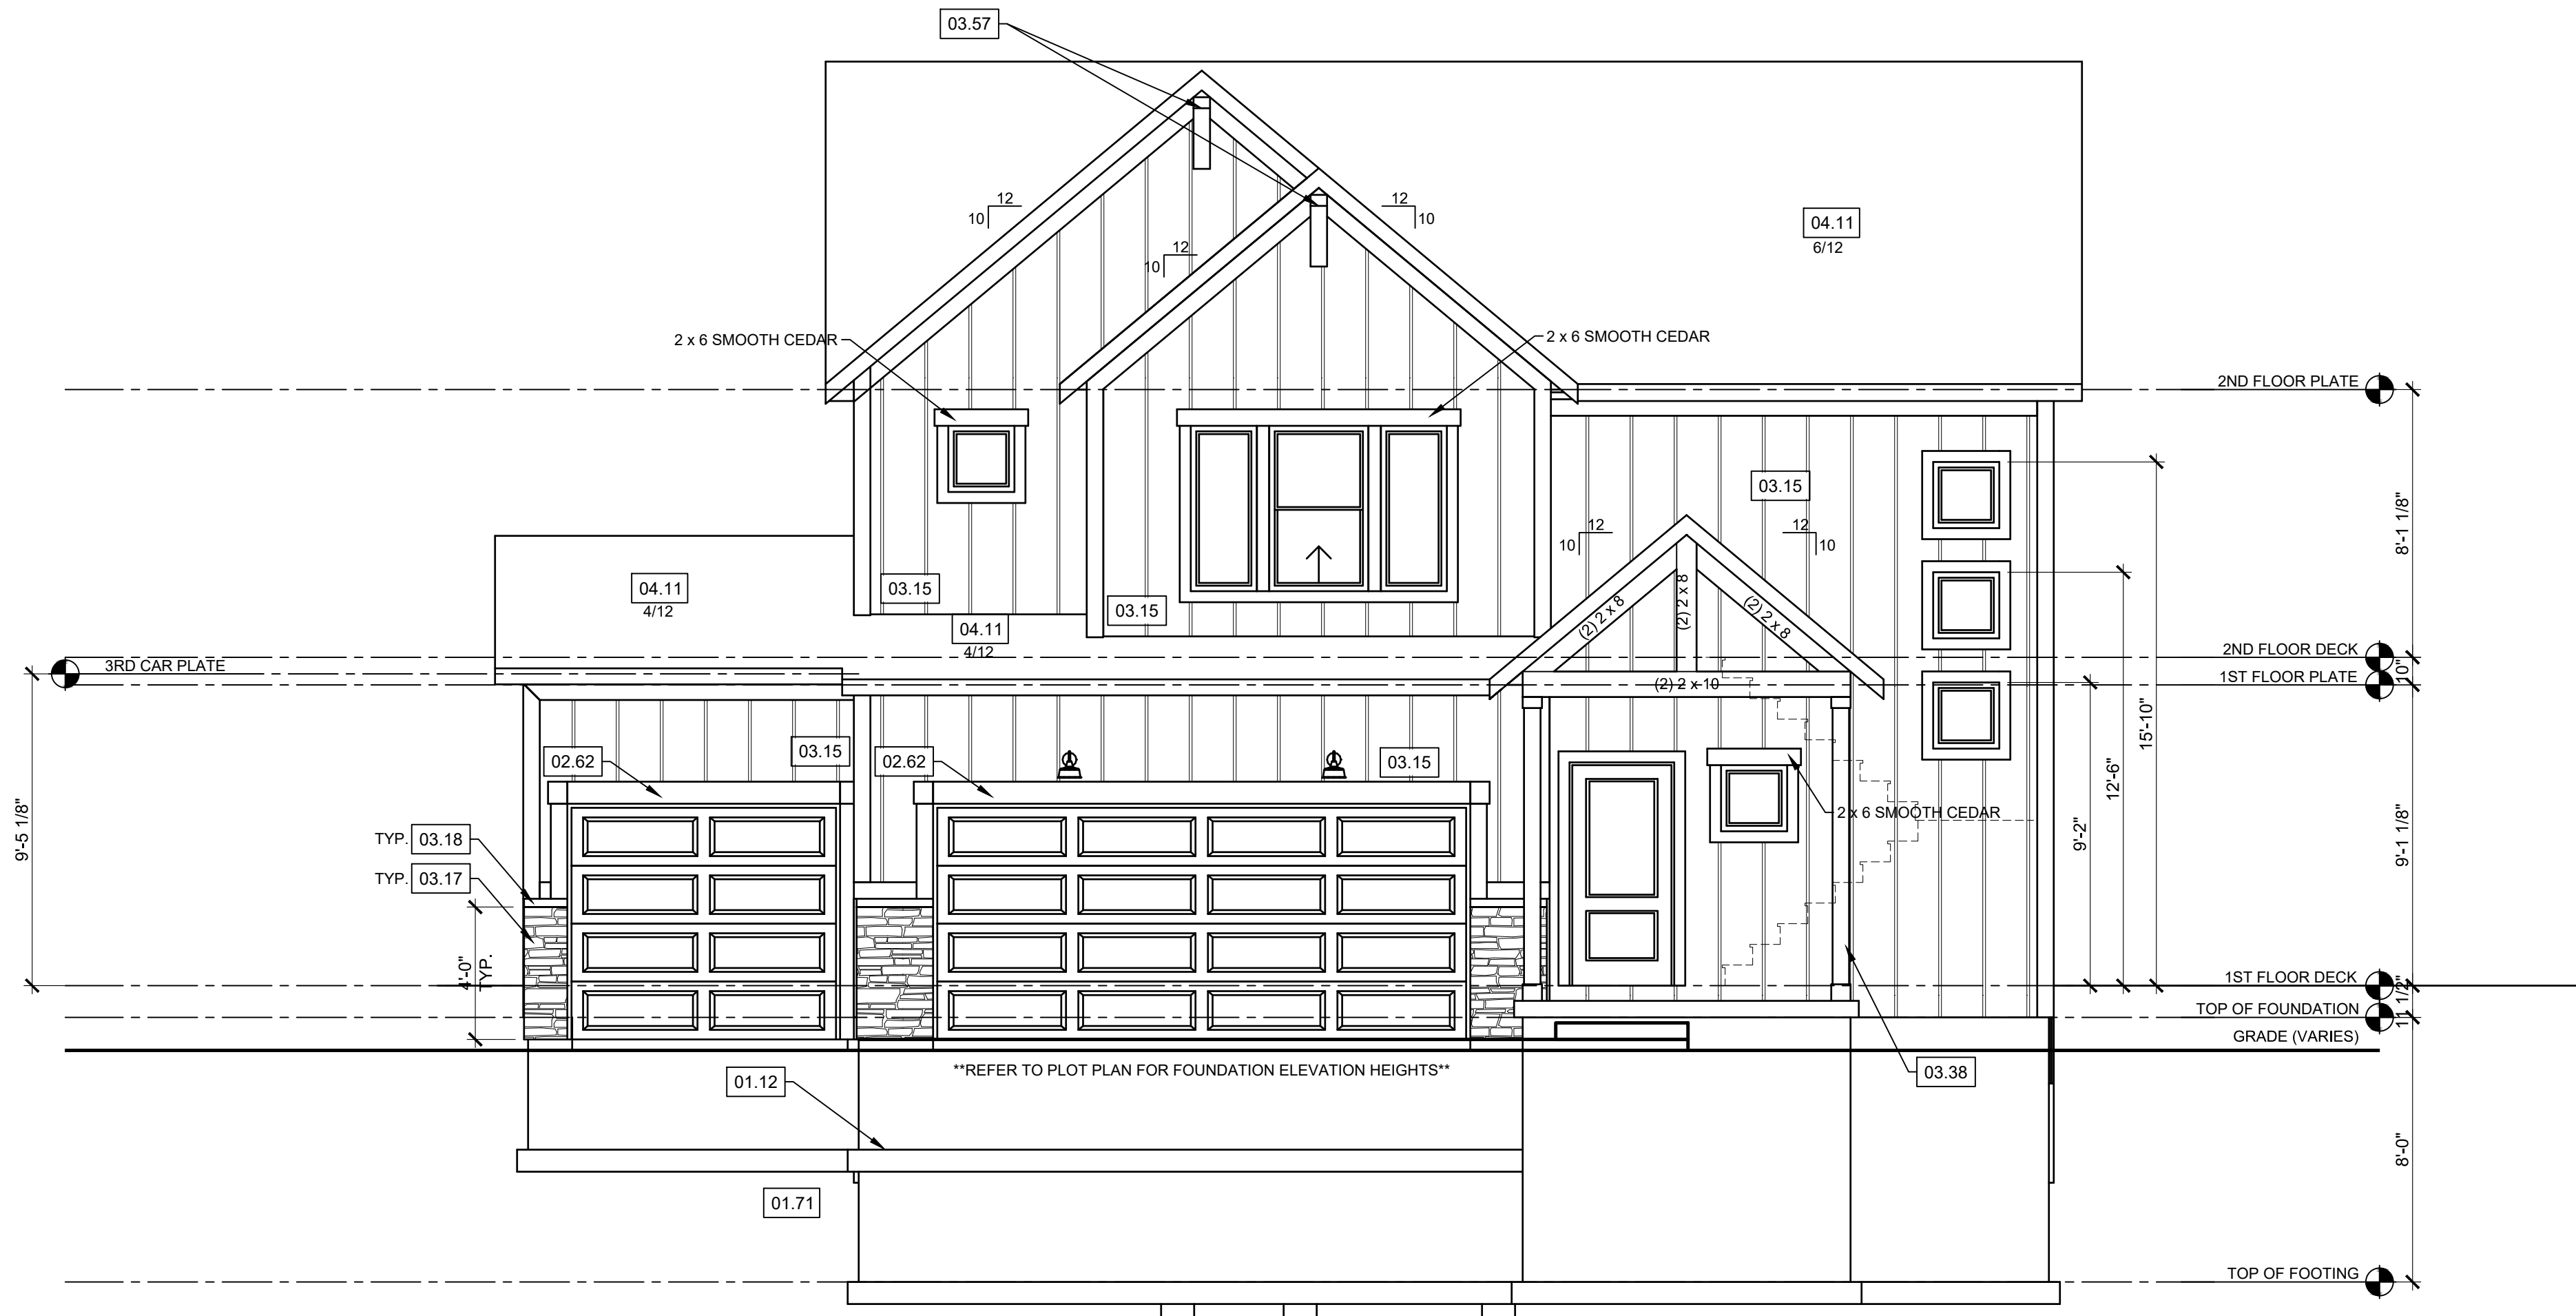 03.57
12
10
12
10
12
10
04.11
6/12
2 x 6 SMOOTH CEDAR
2 x 6 SMOOTH CEDAR
2ND FLOOR PLATE
03.15
8'-1 1/8"
12
10
12
10
04.11
4/12
03.15
03.15
04.11
4/12
(2) 2 x 8
(2) 2 x 8
(2) 2 x 8
2ND FLOOR DECK
3RD CAR PLATE
10"
1ST FLOOR PLATE
(2) 2 x 10
15'-10"
12'-6"
9'-2"
03.15
02.62
02.62
03.15
2 x 6 SMOOTH CEDAR
9'-5 1/8"
9'-1 1/8"
TYP. 03.18
TYP. 03.17
4'-0"
TYP.
1ST FLOOR DECK
11 1/2"
TOP OF FOUNDATION
GRADE (VARIES)
**REFER TO PLOT PLAN FOR FOUNDATION ELEVATION HEIGHTS**
01.12
03.38
8'-0"
01.71
TOP OF FOOTING